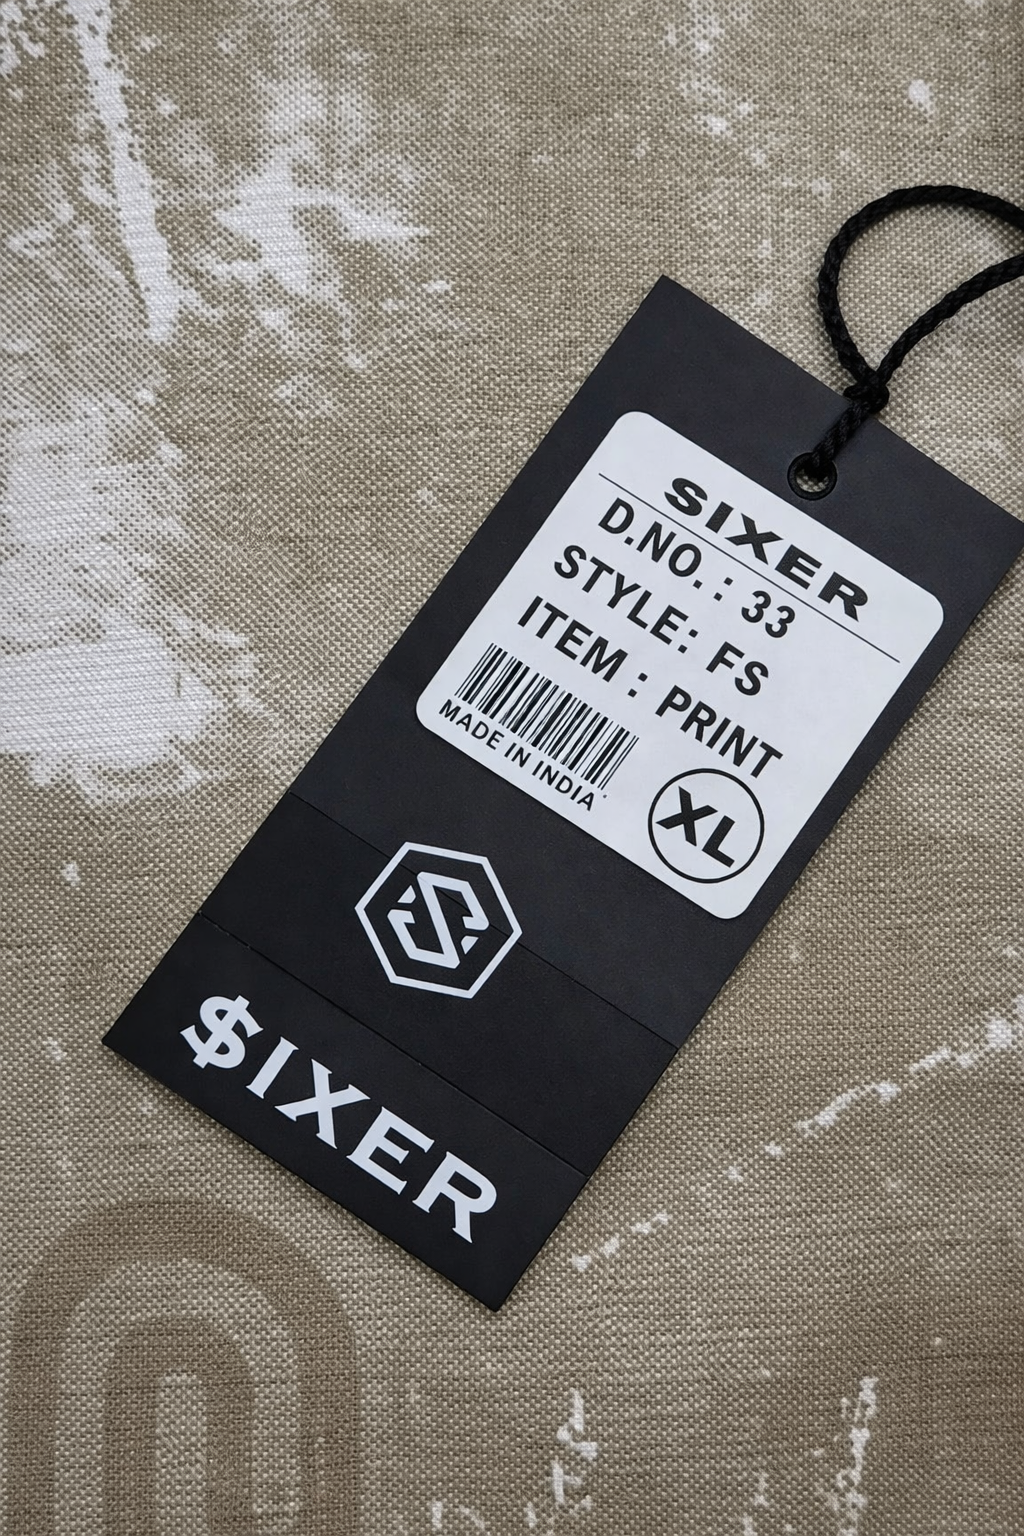 SIXER
D.NO. : 33
STYLE: FS
ITEM : PRINT
MADE IN INDIA
XL
$IXER